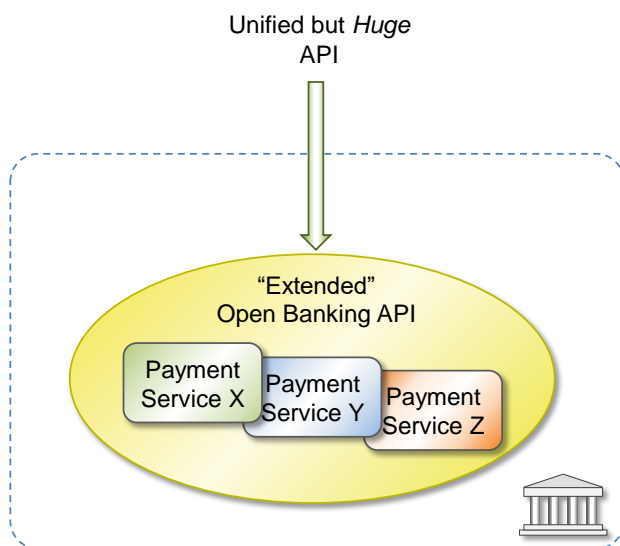 Unified but Huge
API
“Extended”
Open Banking API
Payment
Service X
Payment
Service Y
Payment
Service Z